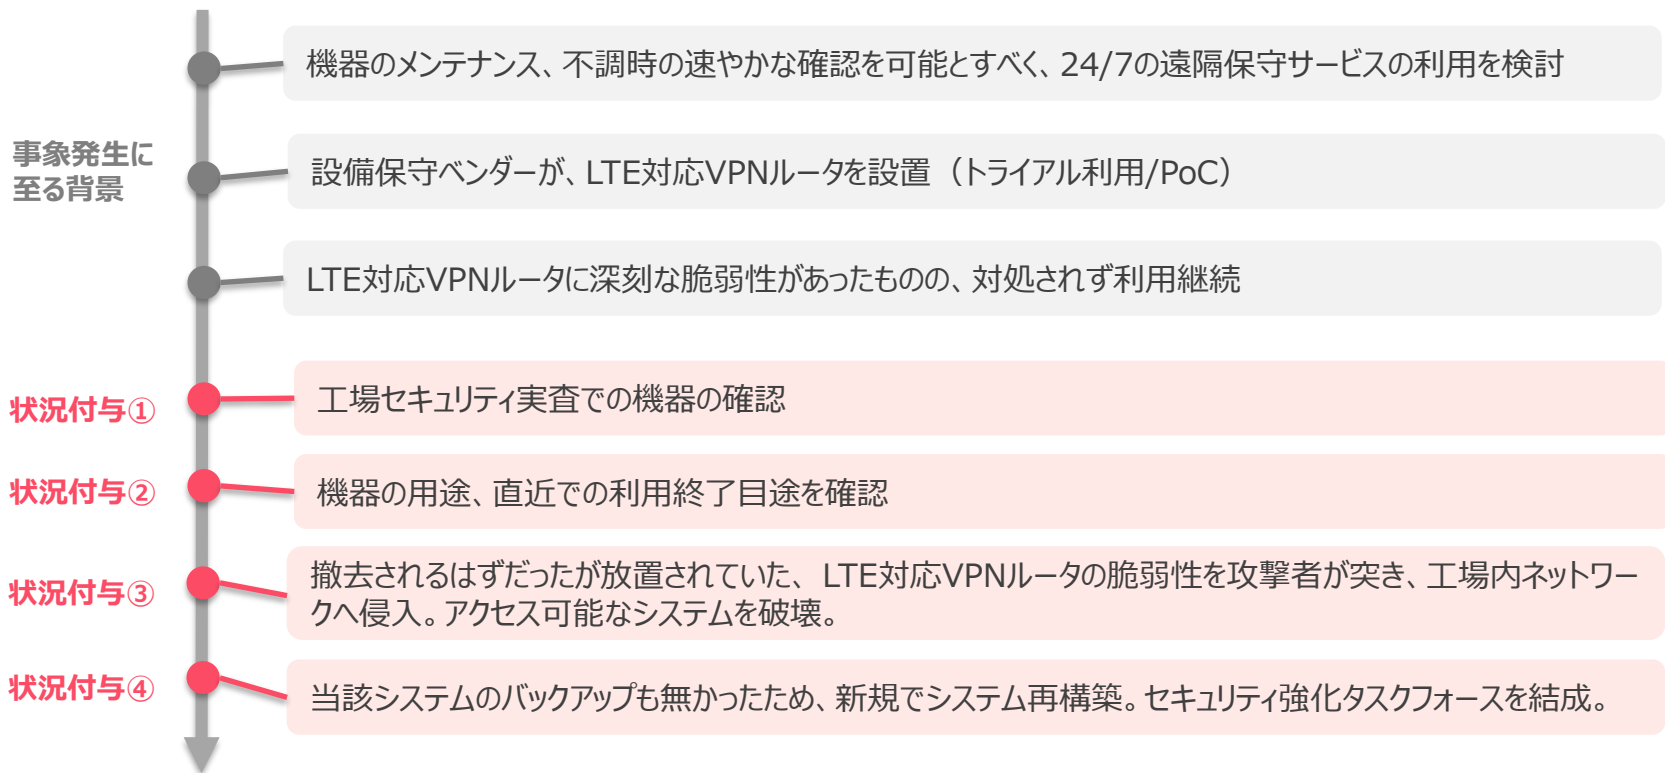 機器のメンテナンス、不調時の速やかな確認を可能とすべく、24/7の遠隔保守サービスの利用を検討
事象発生に
至る背景
設備保守ベンダーが、LTE対応VPNルータを設置（トライアル利用/PoC）
LTE対応VPNルータに深刻な脆弱性があったものの、対処されず利用継続
状況付与①
工場セキュリティ実査での機器の確認
状況付与②
機器の用途、直近での利用終了目途を確認
状況付与③
撤去されるはずだったが放置されていた、LTE対応VPNルータの脆弱性を攻撃者が突き、工場内ネットワー
クへ侵入。アクセス可能なシステムを破壊。
状況付与④
当該システムのバックアップも無かったため、新規でシステム再構築。セキュリティ強化タスクフォースを結成。